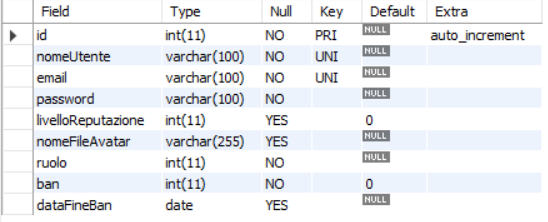 Field Type Null Key Default Extra
id int(11) NO PRI NULL auto_increment
nomeUtente varchar(100) NO UNI NULL
email varchar(100) NO UNI NULL
password varchar(100) NO NULL
livelloReputazione int(11) YES 0
nomeFileAvatar varchar(255) YES NULL
ruolo int(11) NO NULL
ban int(11) NO 0
dataFineBan date YES NULL